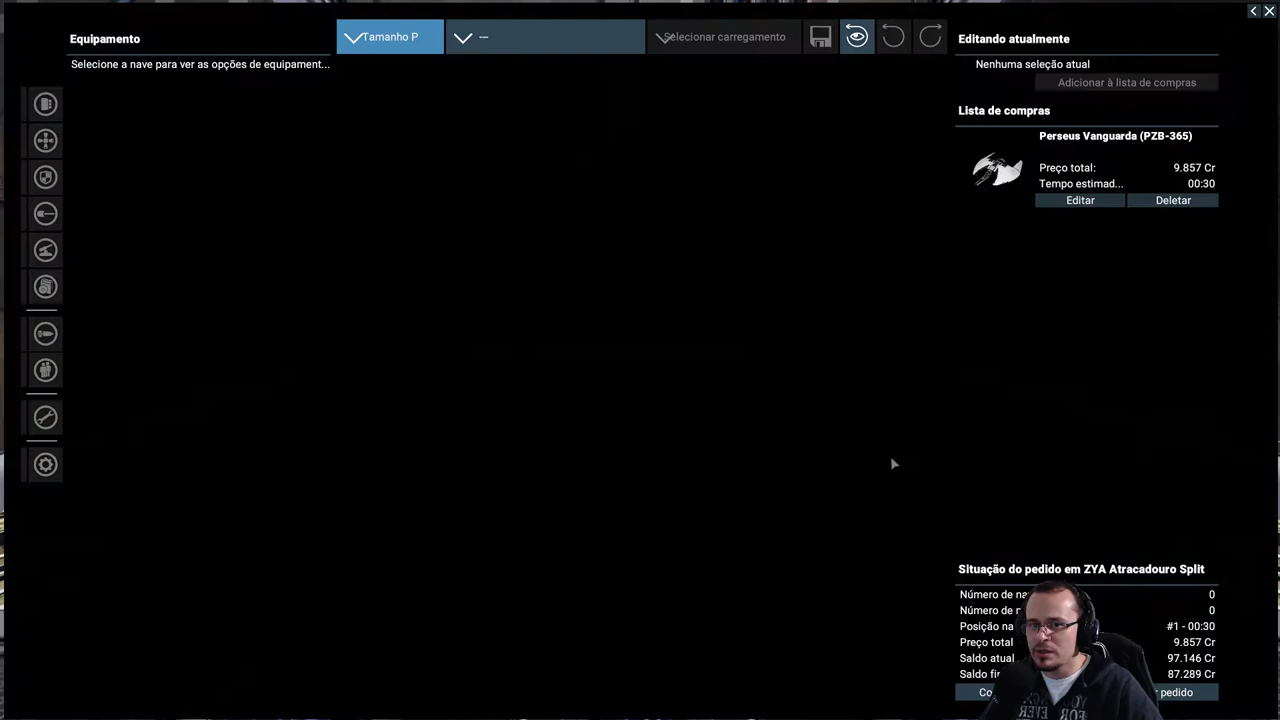 Equipamento
Selecione a nave para ver as opções de equipament...
Tamanho P
---
Selecionar carregamento
Editando atualmente
Nenhuma seleção atual
Adicionar à lista de compras
Lista de compras
Perseus Vanguarda (PZB-365)
Preço total: 9.857 Cr
Tempo estimad... 00:30
Editar Deletar
Situação do pedido em ZYA Atracadouro Split
Número de 0
Número de 0
Posição na #1 - 00:30
Preço total 9.857 Cr
Saldo atual 97.146 Cr
Saldo 87.289 Cr
pedido
YOU
FOR
EVER